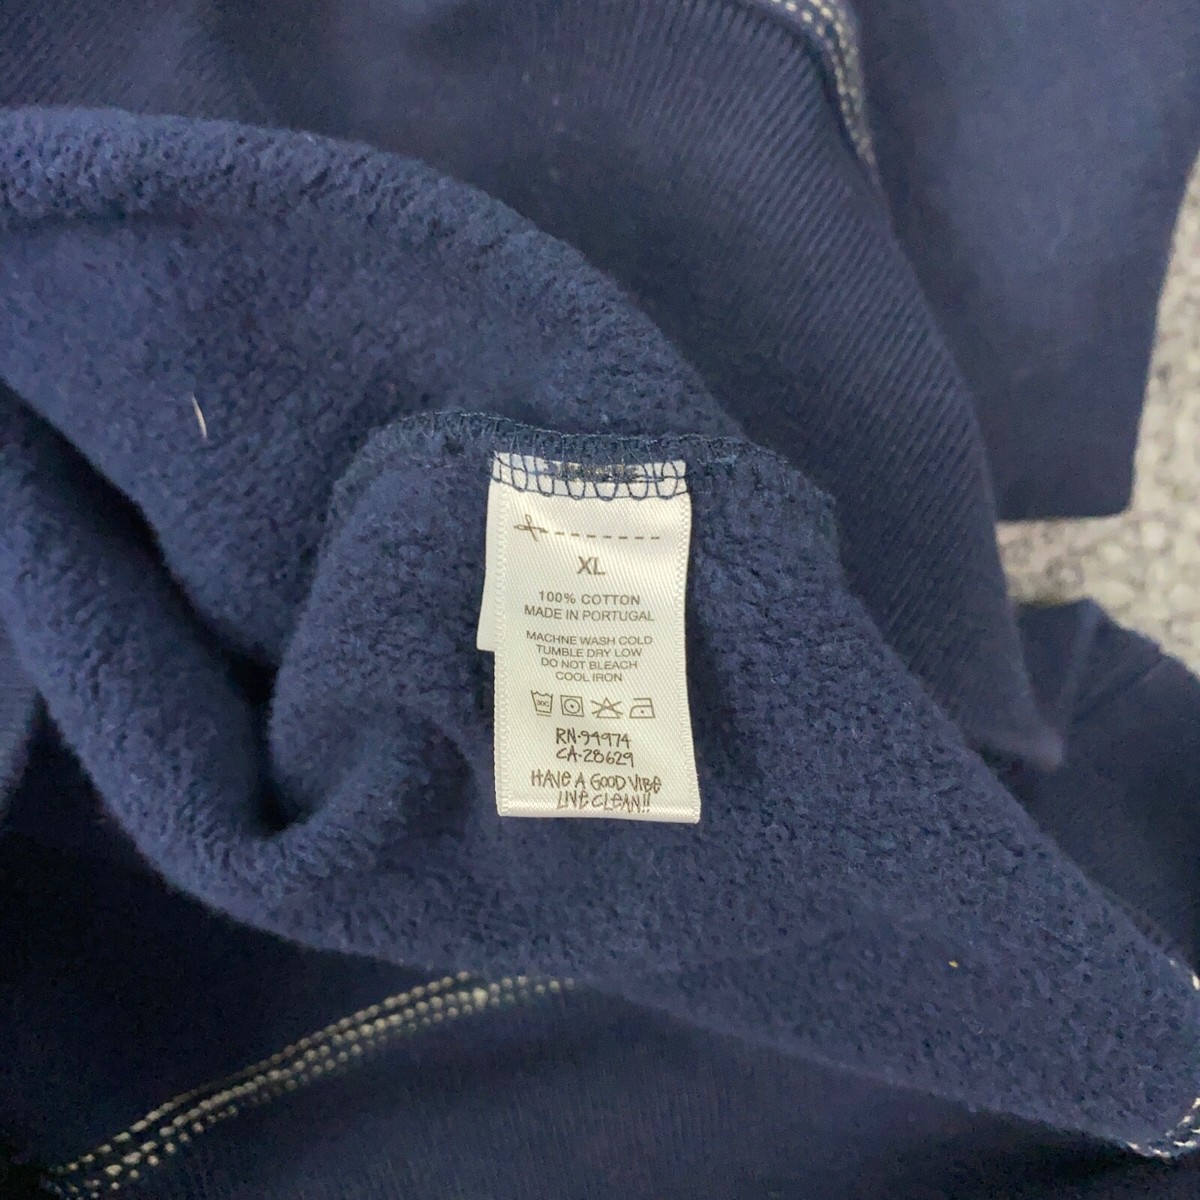 XL
100% COTTON
MADE IN PORTUGAL
MACHNE WASH COLD
TUMBLE DRY LOW
DO NOT BLEACH
COOL IRON
30C
RN-94974
CA-28629
HAVE A GOOD VIBE
LIVE CLEAN!!